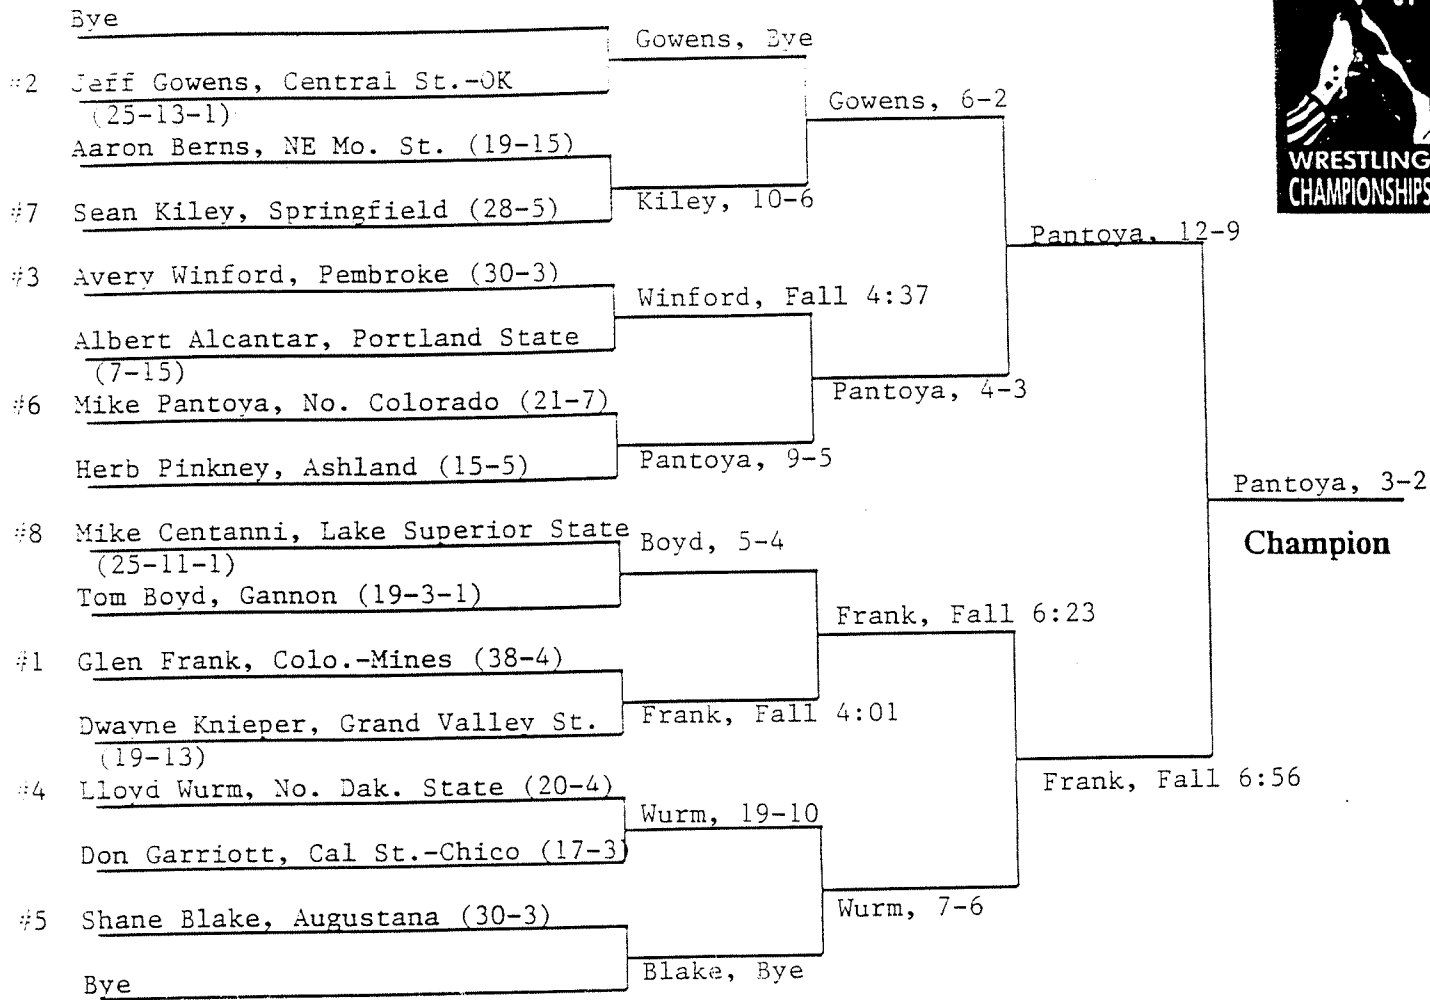 Bye
Gowens, Bye
#2 Jeff Gowens, Central St.-OK
(25-13-1)
Gowens, 6-2
Aaron Berns, NE Mo. St. (19-15)
WRESTLING
CHAMPIONSHIPS
Kiley, 10-6
#7 Sean Kiley, Springfield (28-5)
Pantoya, 12-9
#3 Avery Winford, Pembroke (30-3)
Winford, Fall 4:37
Albert Alcantar, Portland State
(7-15)
Pantoya, 4-3
#6 Mike Pantoya, No. Colorado (21-7)
Pantoya, 9-5
Herb Pinkney, Ashland (15-5)
Pantoya, 3-2
Champion
#8 Mike Centanni, Lake Superior State
(25-11-1)
Boyd, 5-4
Tom Boyd, Gannon (19-3-1)
Frank, Fall 6:23
#1 Glen Frank, Colo.-Mines (38-4)
Frank, Fall 4:01
Dwayne Knieper, Grand Valley St.
(19-13)
Frank, Fall 6:56
#4 Lloyd Wurm, No. Dak. State (20-4)
Wurm, 19-10
Don Garriott, Cal St.-Chico (17-3)
Wurm, 7-6
#5 Shane Blake, Augustana (30-3)
Blake, Bye
Bye